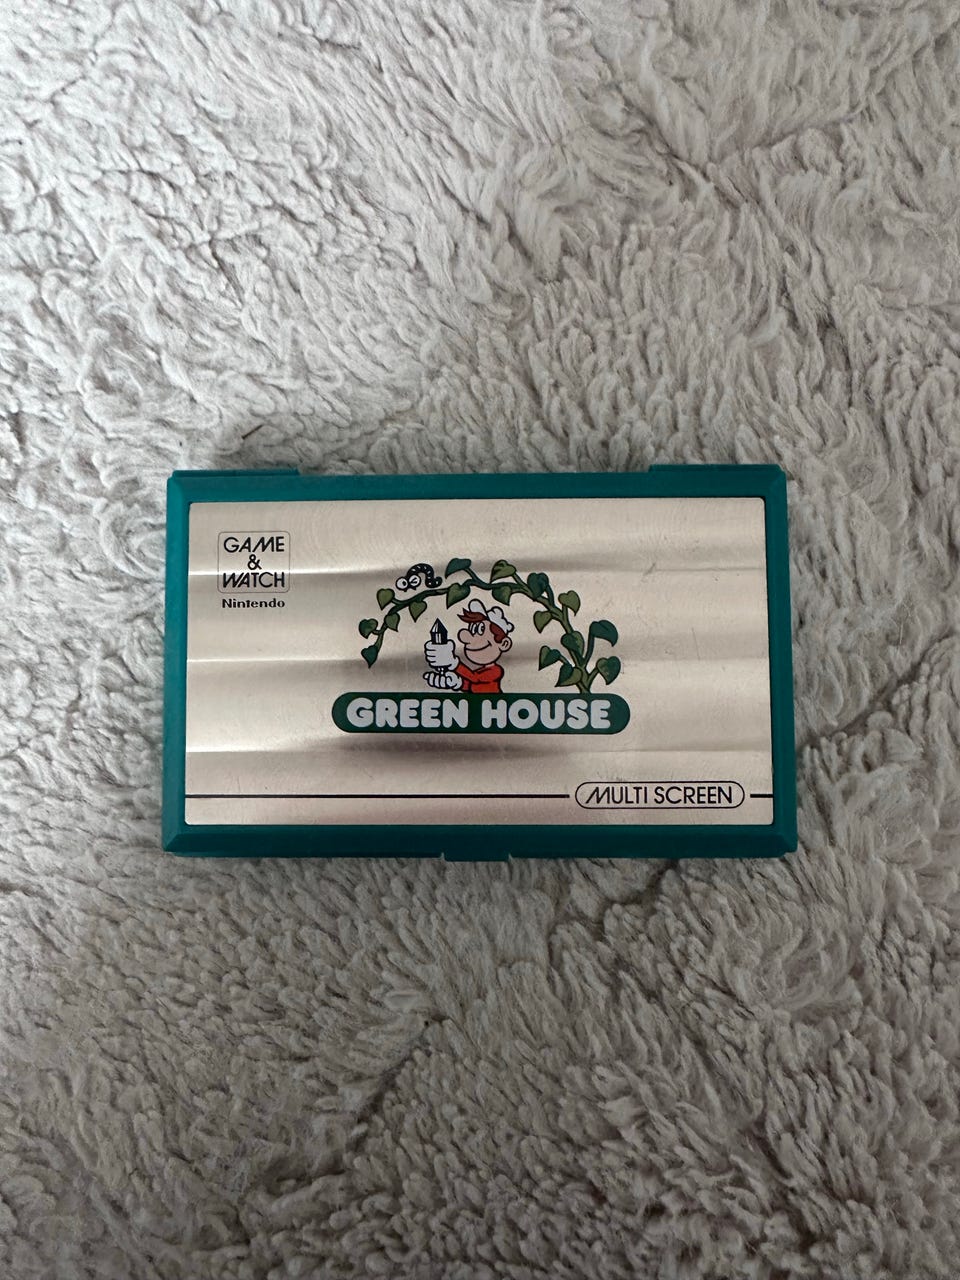 GAME
&
WATCH
Nintendo
GREEN HOUSE
MULTI SCREEN